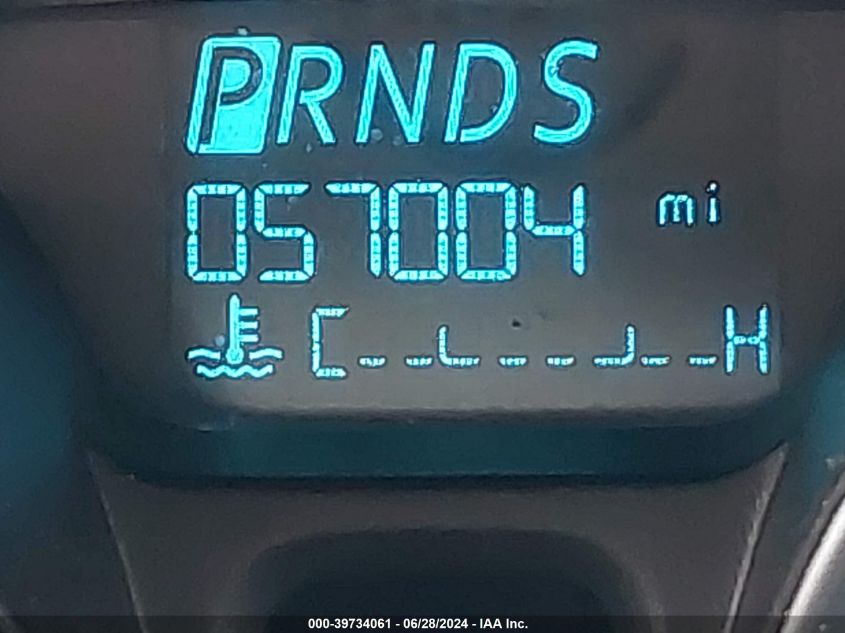 PRNDS
057004 mi
C H
000-39734061 - 06/28/2024 - IAA Inc.